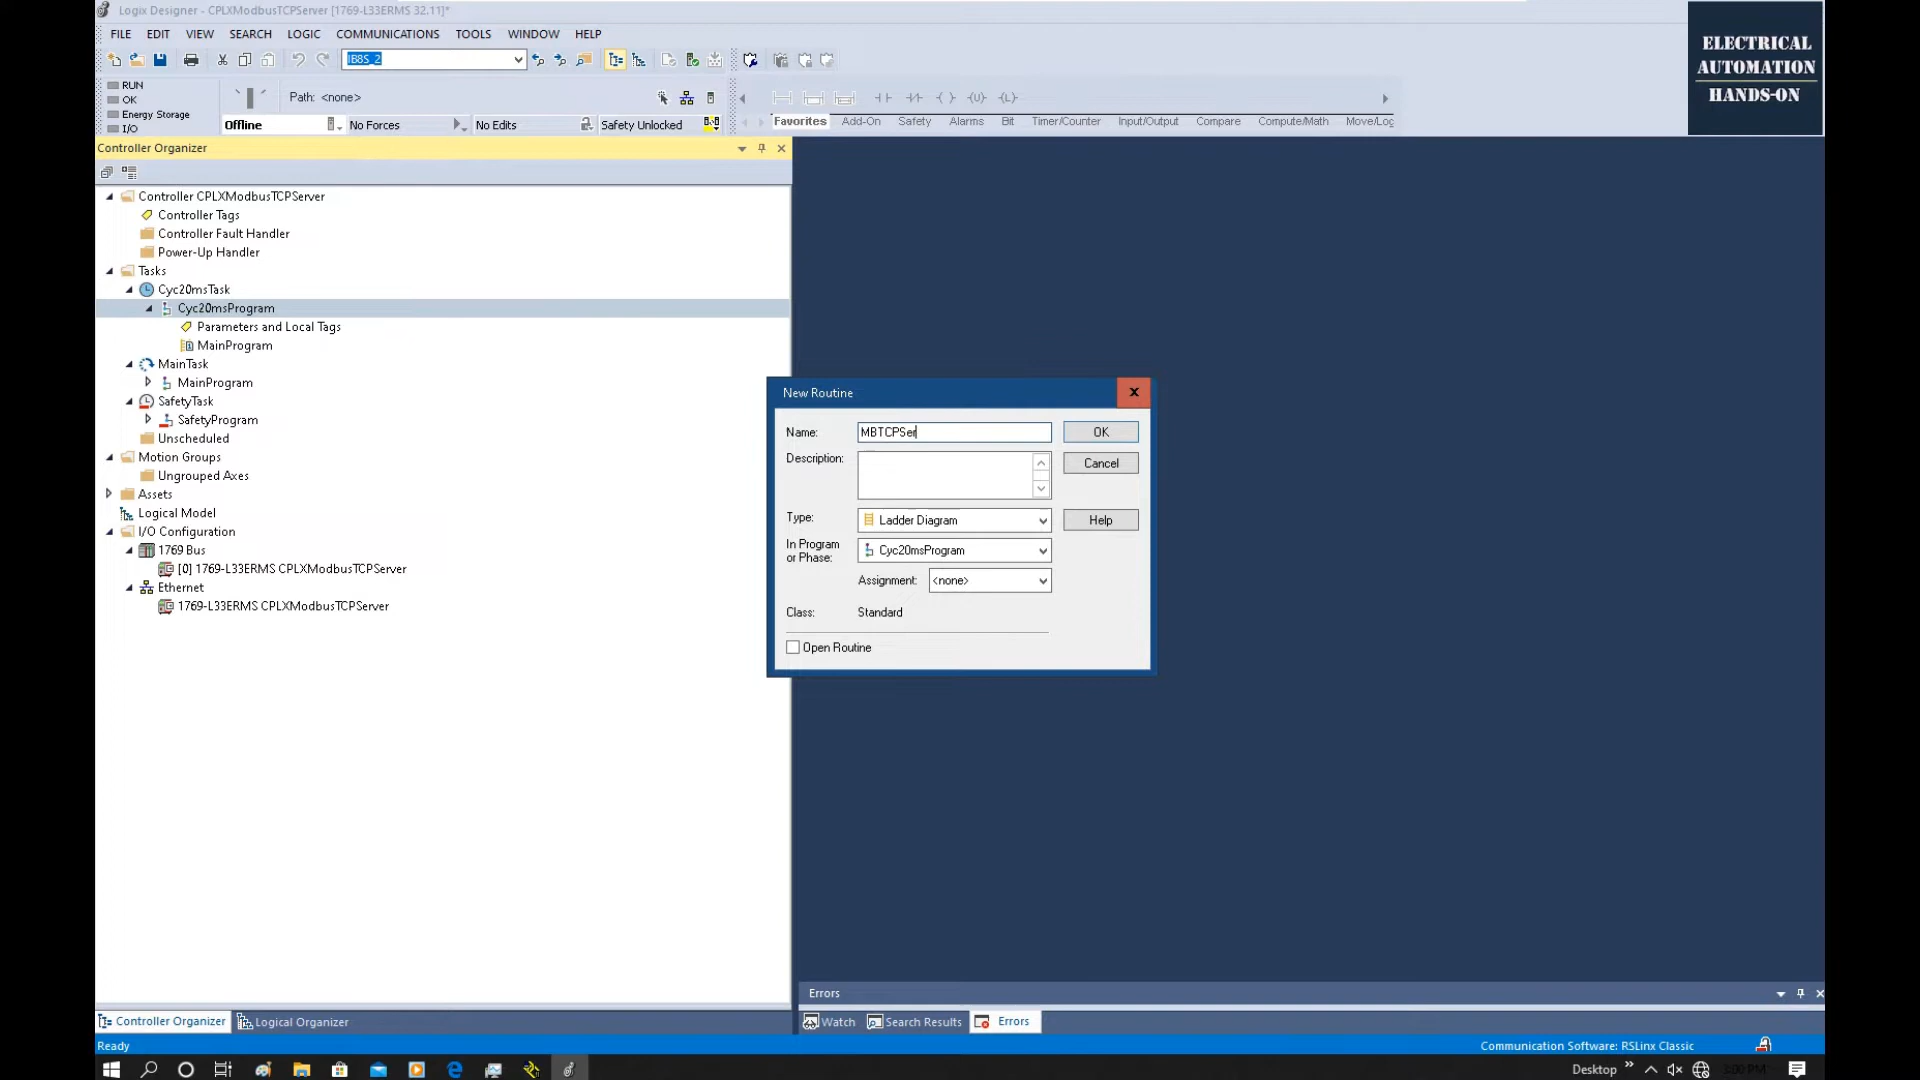 Logix Designer - CPLXModbusTCPServer [1769-L33ERMS 32.11]*
FILE EDIT VIEW SEARCH LOGIC COMMUNICATIONS TOOLS WINDOW HELP
IB8S_2
RUN
OK
Energy Storage
I/O
Path: <none>
Offline No Forces No Edits Safety Unlocked
Favorites Add-On Safety Alarms Bit Timer/Counter Input/Output Compare Compute/Math Move/Log
ELECTRICAL
AUTOMATION
HANDS-ON
Controller Organizer
Controller CPLXModbusTCPServer
Controller Tags
Controller Fault Handler
Power-Up Handler
Tasks
Cyc20msTask
Cyc20msProgram
Parameters and Local Tags
MainProgram
MainTask
MainProgram
SafetyTask
SafetyProgram
Unscheduled
Motion Groups
Ungrouped Axes
Assets
Logical Model
I/O Configuration
1769 Bus
[0] 1769-L33ERMS CPLXModbusTCPServer
Ethernet
1769-L33ERMS CPLXModbusTCPServer
New Routine
Name: MBTCPSer OK
Description: Cancel
Type: Ladder Diagram Help
In Program
or Phase: Cyc20msProgram
Assignment: <none>
Class: Standard
Open Routine
Errors
Controller Organizer Logical Organizer
Watch Search Results Errors
Ready
Communication Software: RSLinx Classic
Desktop